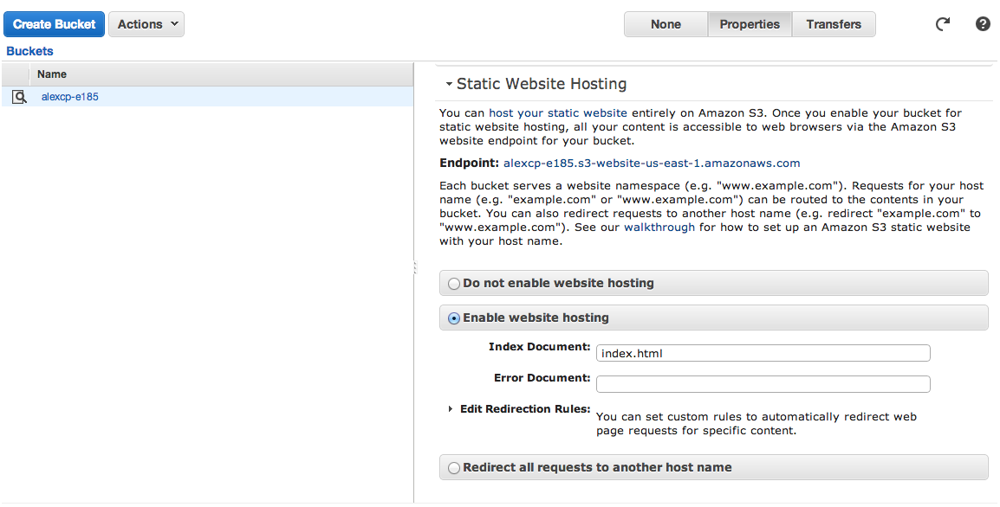 Create Bucket
Actions
None
Properties
Transfers
Buckets
Name
alexcp-e185
Static Website Hosting
You can host your static website entirely on Amazon S3. Once you enable your bucket for
static website hosting, all your content is accessible to web browsers via the Amazon S3
website endpoint for your bucket.
Endpoint: alexcp-e185.s3-website-us-east-1.amazonaws.com
Each bucket serves a website namespace (e.g. "www.example.com"). Requests for your host
name (e.g. "example.com" or "www.example.com") can be routed to the contents in your
bucket. You can also redirect requests to another host name (e.g. redirect "example.com" to
"www.example.com"). See our walkthrough for how to set up an Amazon S3 static website
with your host name.
Do not enable website hosting
Enable website hosting
Index Document: index.html
Error Document:
Edit Redirection Rules: You can set custom rules to automatically redirect web
page requests for specific content.
Redirect all requests to another host name